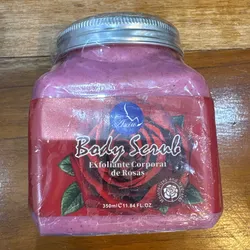 Body Scrub
Exfoliante Corporal
de Rosas
350ml/11.84 FL.OZ.